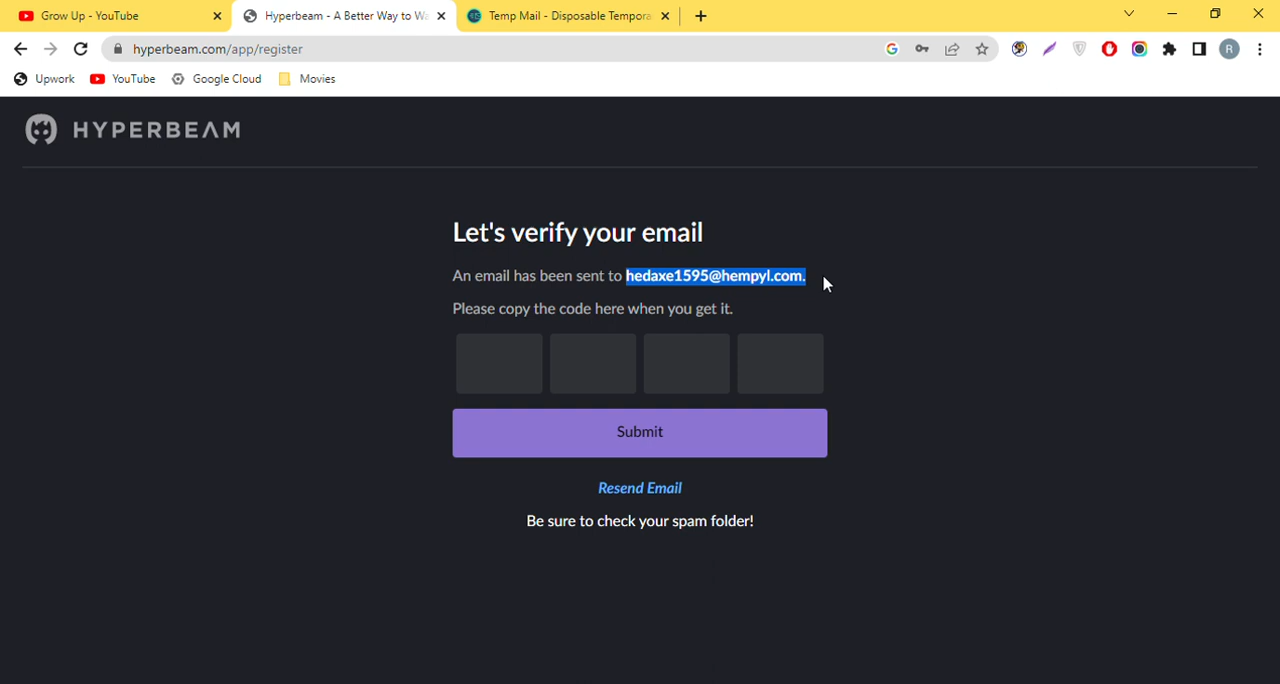 Grow Up - YouTube
Hyperbeam - A Better Way to Wa
Temp Mail - Disposable Tempora
hyperbeam.com/app/register
R
Upwork
YouTube
Google Cloud
Movies
HYPERBEAM
Let's verify your email
An email has been sent to hedaxe1595@hempyl.com.
Please copy the code here when you get it.
Submit
Resend Email
Be sure to check your spam folder!